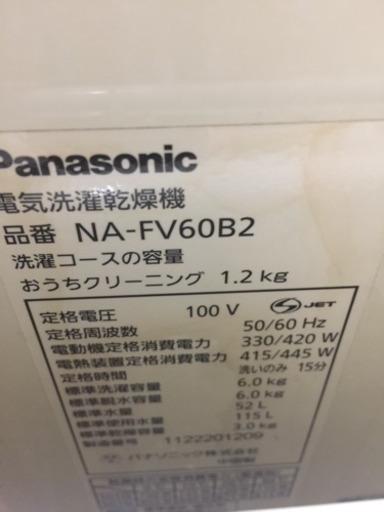 Panasonic
電気洗濯乾燥機
品番 NA-FV60B2
洗濯コースの容量
おうちクリーニング 1.2 kg
定格電圧 100 V JET
定格周波数 50/60 Hz
電動機定格消費電力 330/420 W
電熱装置定格消費電力 415/445 W
定格時間 洗いのみ 15分
標準洗濯容量 6.0 kg
標準脱水容量 6.0 kg
標準水量 52 L
標準使用水量 115 L
標準乾燥容量 3.0 kg
製造番号 1122201209
パナソニック株式会社
中国製